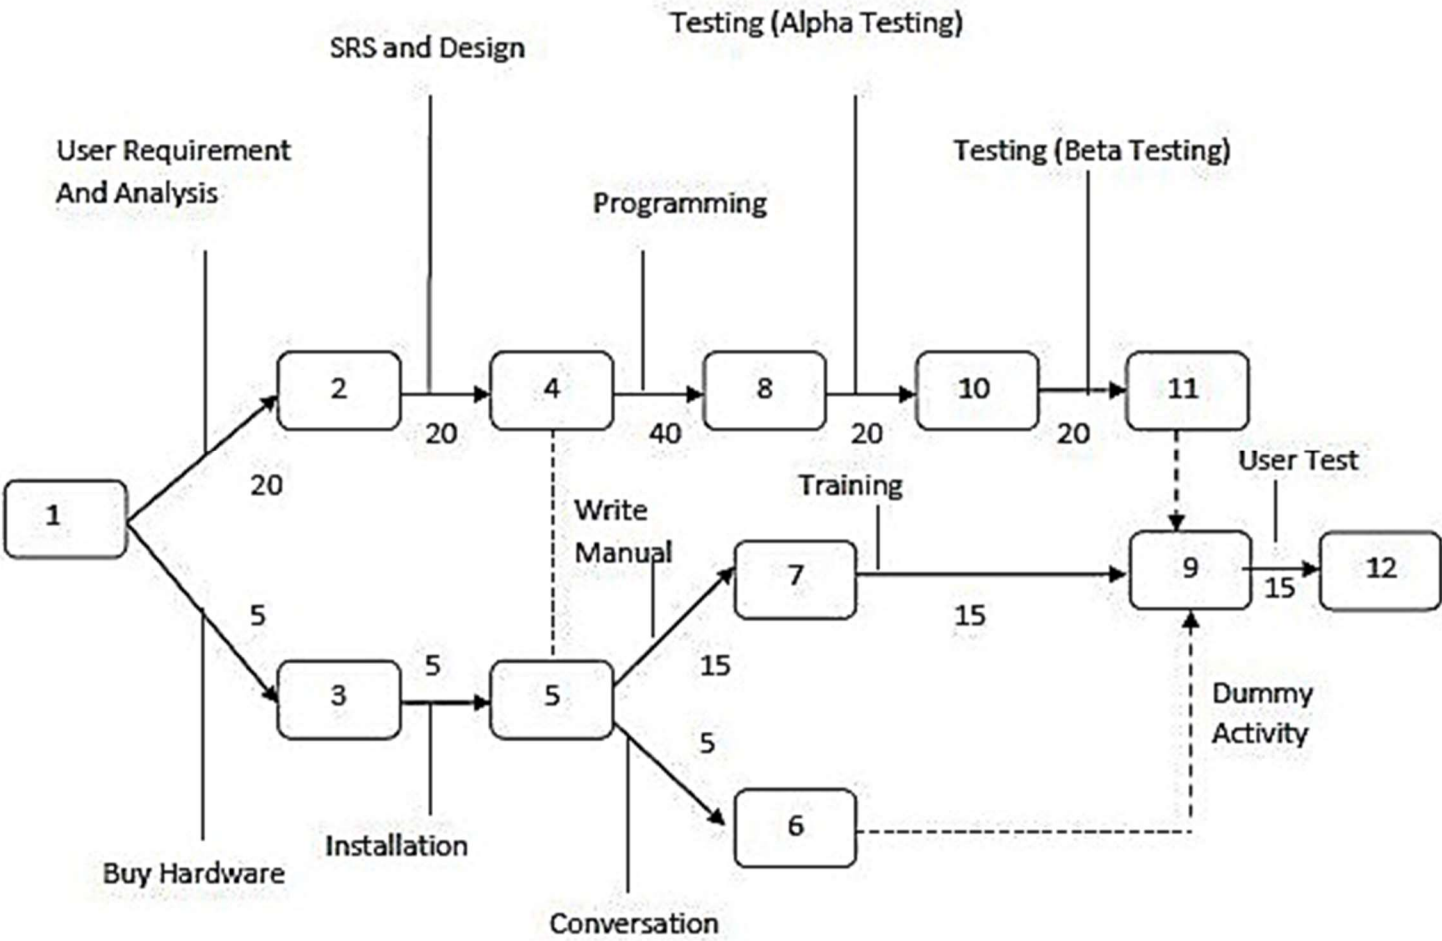 Testing (Alpha Testing)
SRS and Design
User Requirement
And Analysis
Testing (Beta Testing)
Programming
2
4
8
10
11
20
40
20
20
User Test
20
Training
1
Write
Manual
7
9
12
15
5
15
5
15
3
5
Dummy
Activity
5
6
Installation
Buy Hardware
Conversation